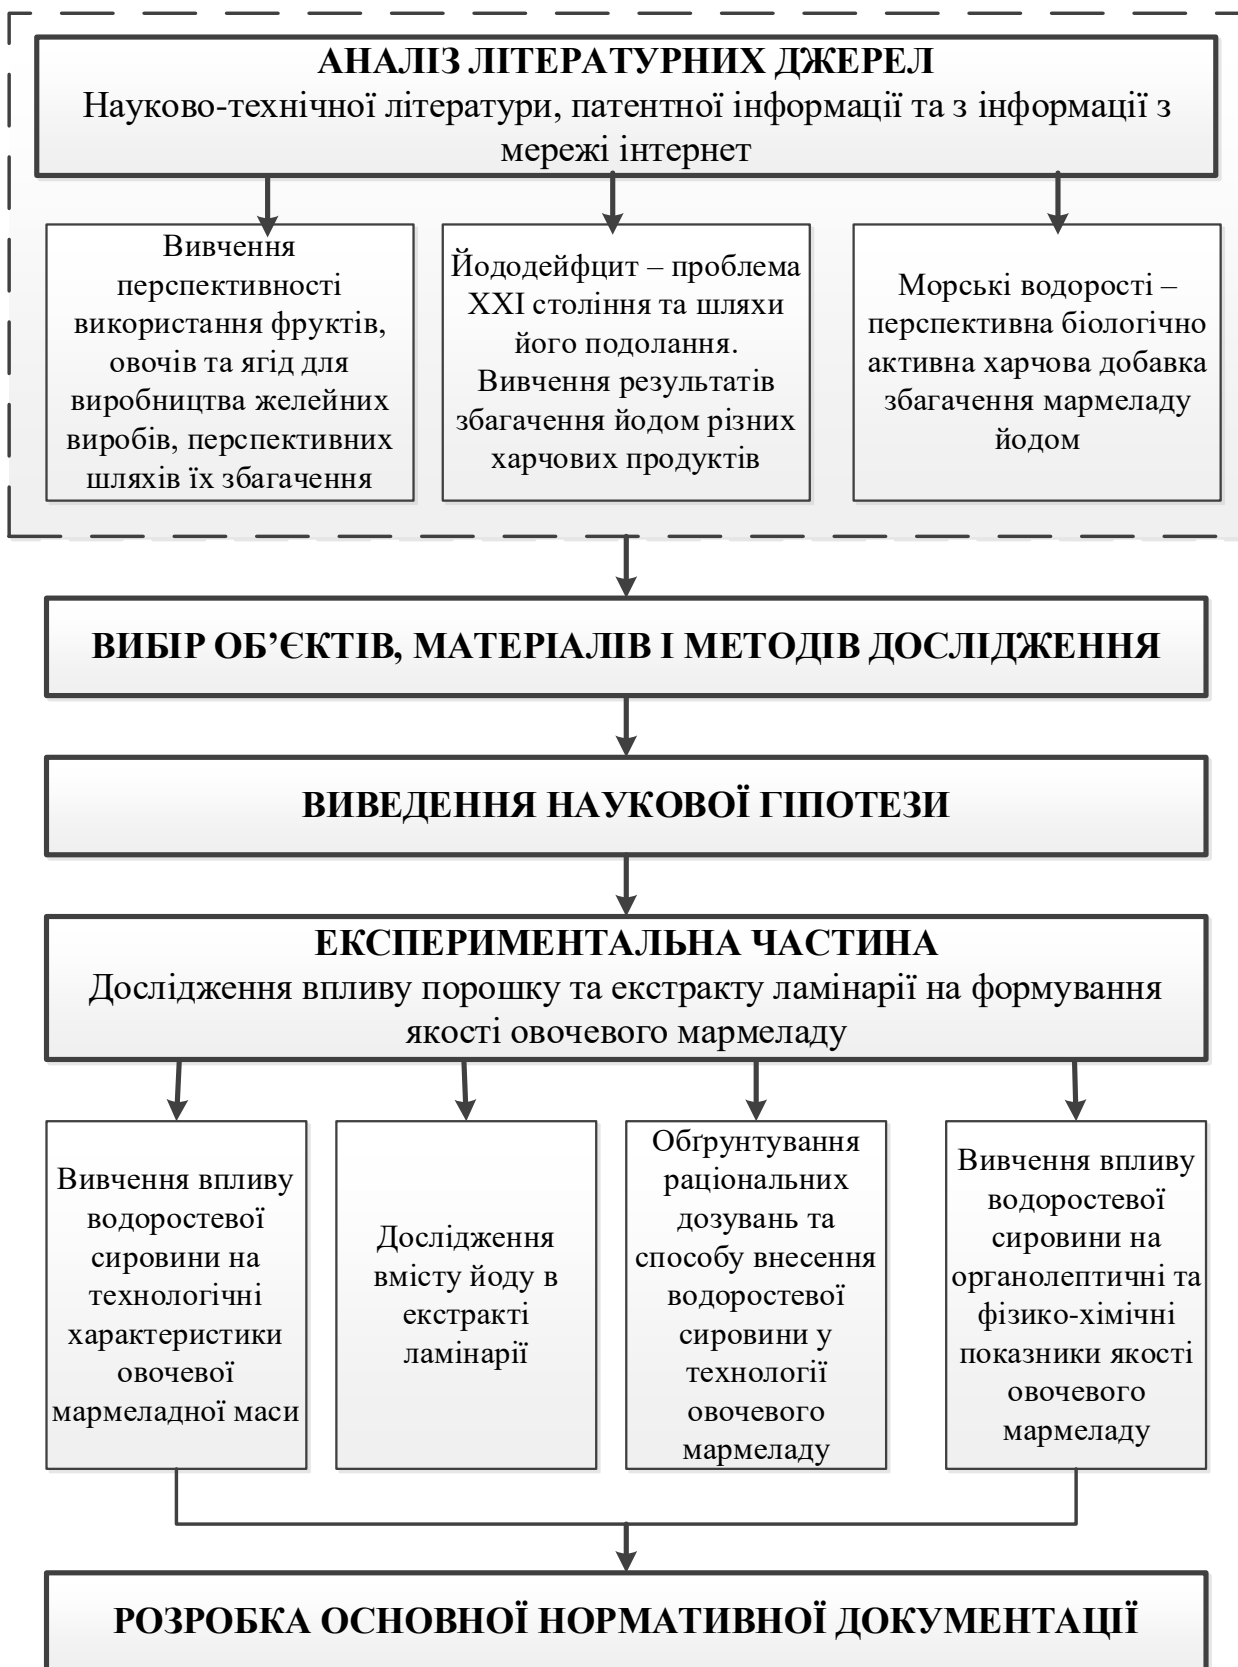 АНАЛІЗ ЛІТЕРАТУРНИХ ДЖЕРЕЛ
Науково-технічної літератури, патентної інформації та з інформації з
мережі інтернет
Вивчення
перспективності
використання фруктів,
овочів та ягід для
виробництва желейних
виробів, перспективних
шляхів їх збагачення
Йододейфцит – проблема
ХХІ століття та шляхи
його подолання.
Вивчення результатів
збагачення йодом різних
харчових продуктів
Морські водорості –
перспективна біологічно
активна харчова добавка
збагачення мармеладу
йодом
ВИБІР ОБ’ЄКТІВ, МАТЕРІАЛІВ І МЕТОДІВ ДОСЛІДЖЕННЯ
ВИВЕДЕННЯ НАУКОВОЇ ГІПОТЕЗИ
ЕКСПЕРИМЕНТАЛЬНА ЧАСТИНА
Дослідження впливу порошку та екстракту ламінарії на формування
якості овочевого мармеладу
Вивчення впливу
водоростевої
сировини на
технологічні
характеристики
овочевої
мармеладної маси
Дослідження
вмісту йоду в
екстракті
ламінарії
Обґрунтування
раціональних
дозувань та
способу внесення
водоростевої
сировини у
технології
овочевого
мармеладу
Вивчення впливу
водоростевої
сировини на
органолептичні та
фізико-хімічні
показники якості
овочевого
мармеладу
РОЗРОБКА ОСНОВНОЇ НОРМАТИВНОЇ ДОКУМЕНТАЦІЇ